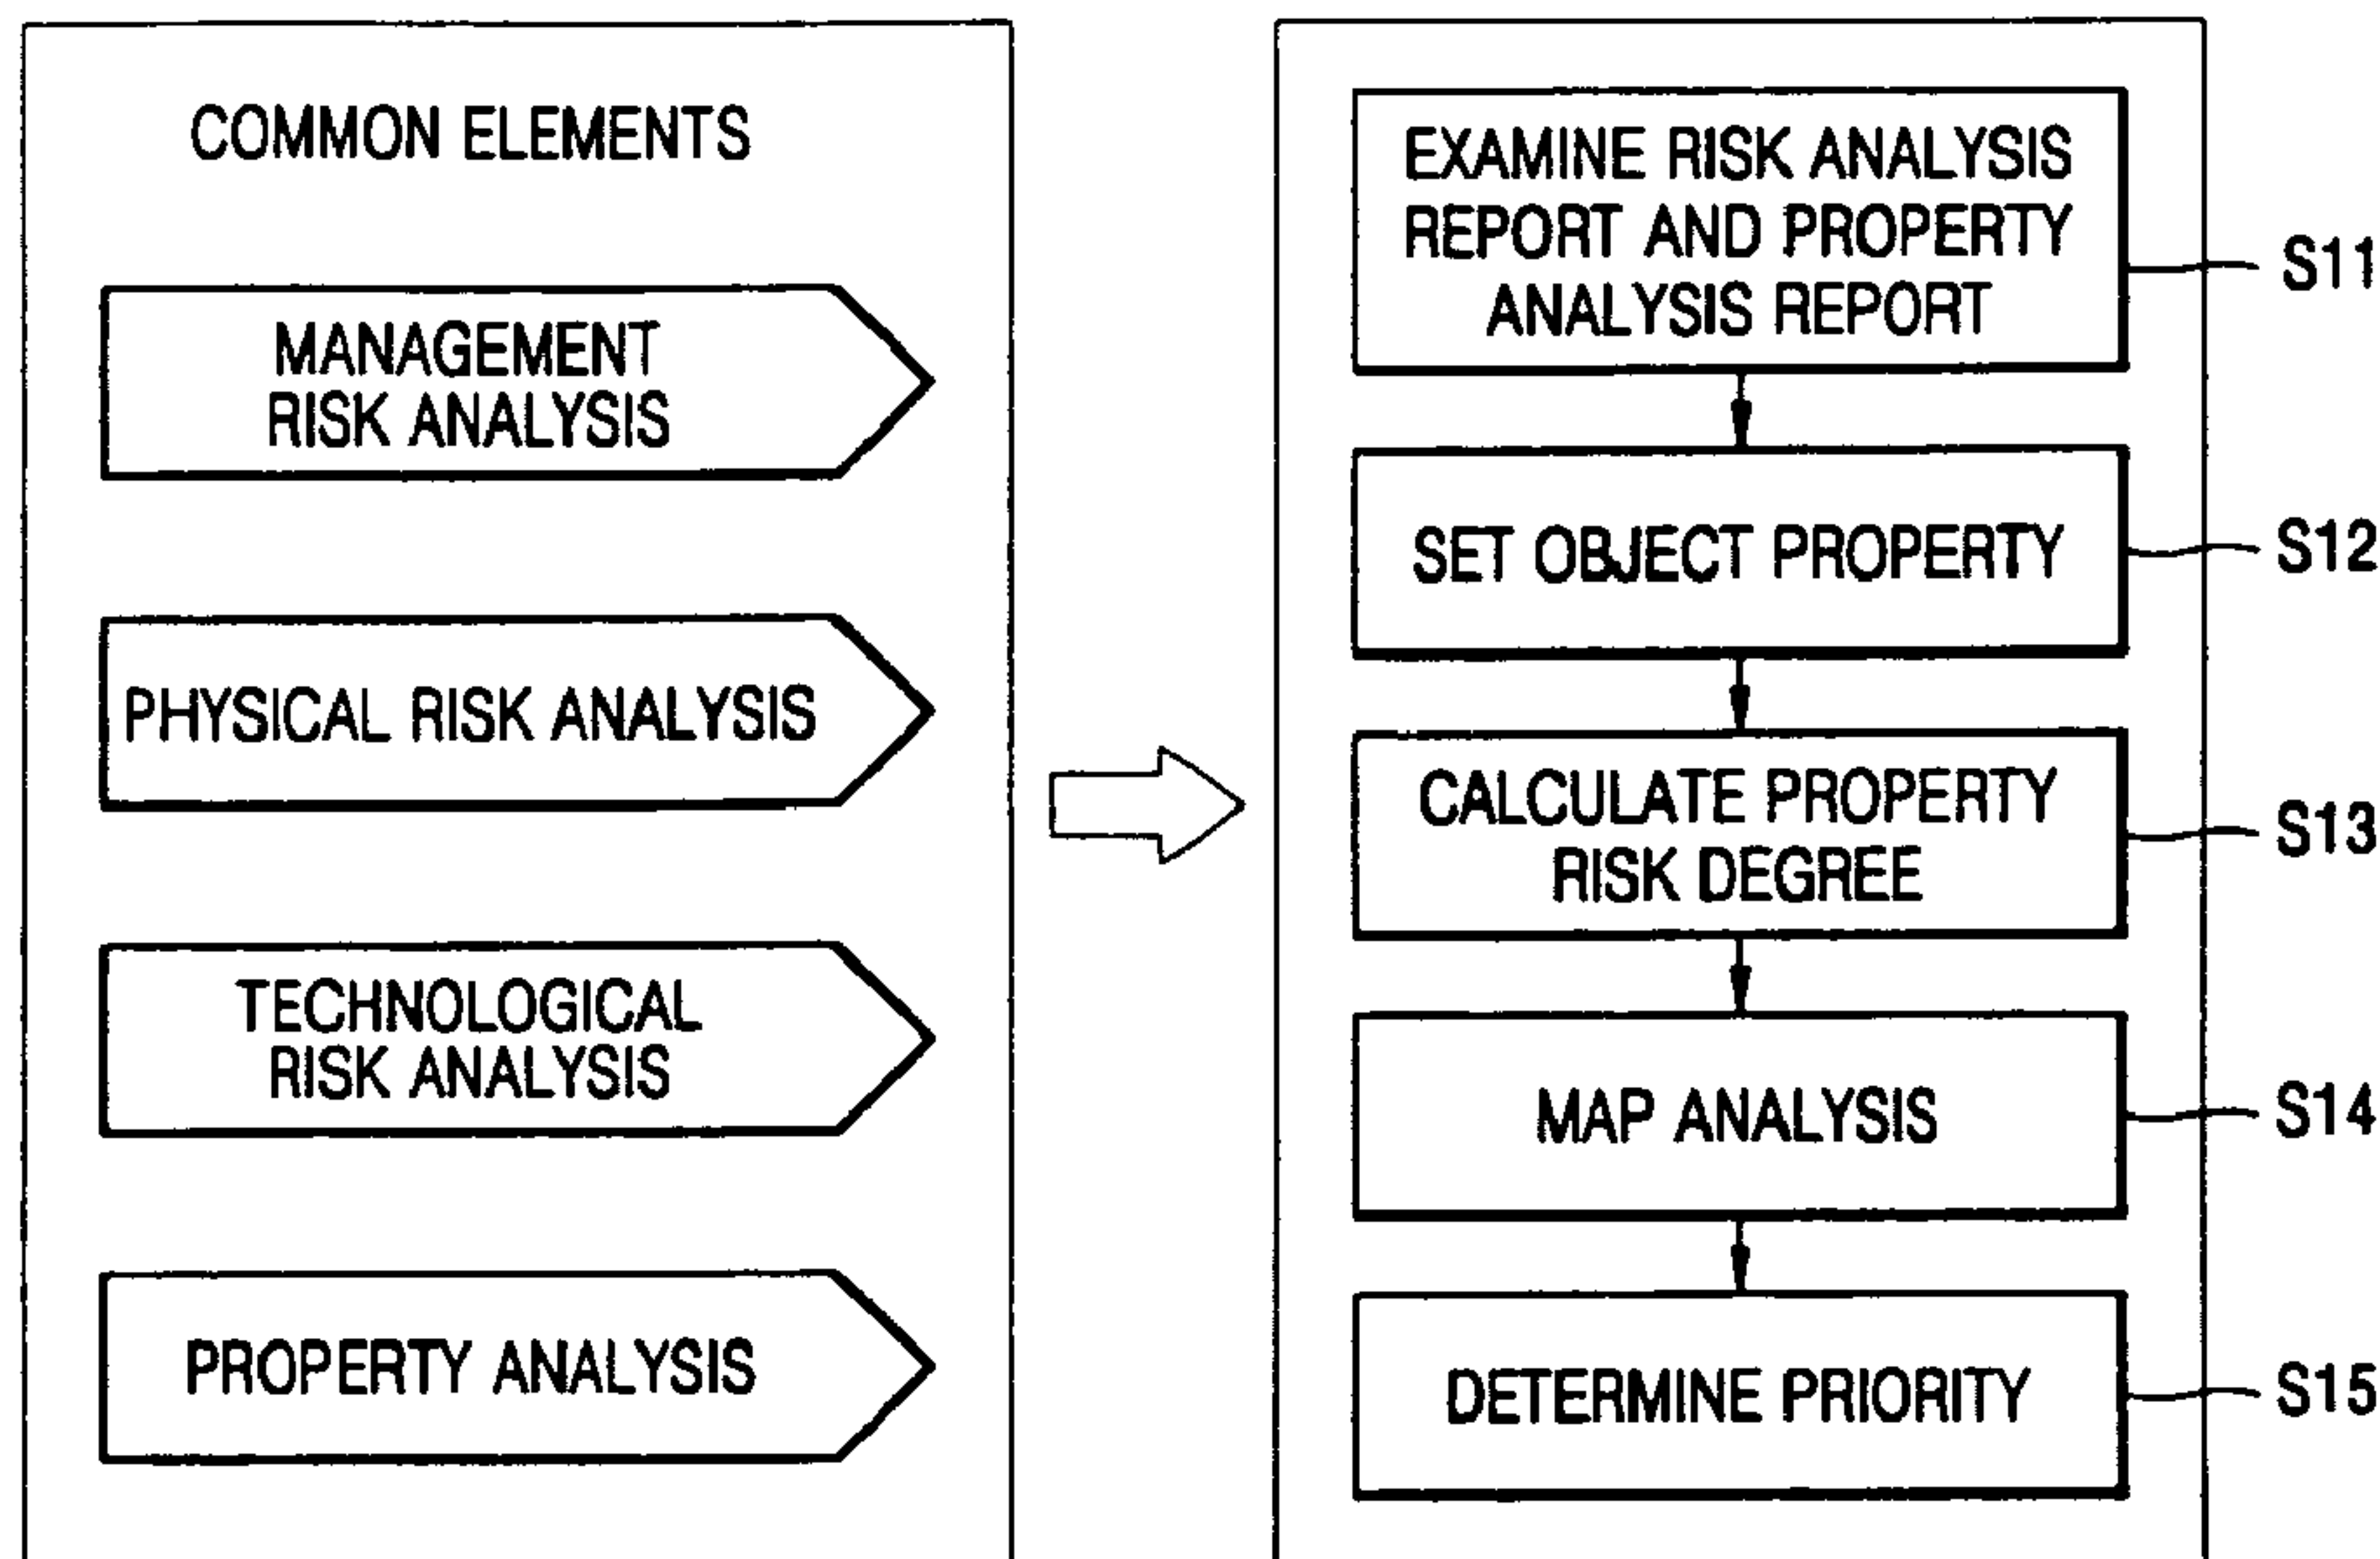 COMMON ELEMENTS
MANAGEMENT
RISK ANALYSIS
PHYSICAL RISK ANALYSIS
TECHNOLOGICAL
RISK ANALYSIS
PROPERTY ANALYSIS
EXAMINE RISK ANALYSIS
REPORT AND PROPERTY
ANALYSIS REPORT
S11
SET OBJECT PROPERTY
S12
CALCULATE PROPERTY
RISK DEGREE
S13
MAP ANALYSIS
S14
DETERMINE PRIORITY
S15